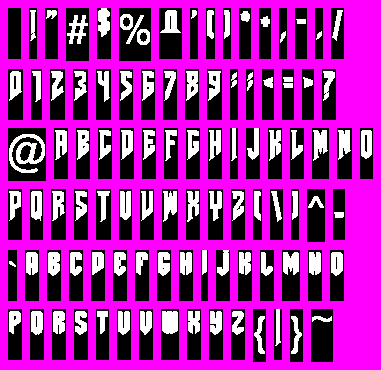 ! " # $ % ' ( ) * + , - . /
0 1 2 3 4 5 6 7 8 9 : ; < = > ?
@ A B C D E F G H I J K L M N O
P Q R S T U V W X Y Z [ \ ] ^ _
` A B C D E F G H I J K L M N O
P Q R S T U V W X Y Z { | } ~